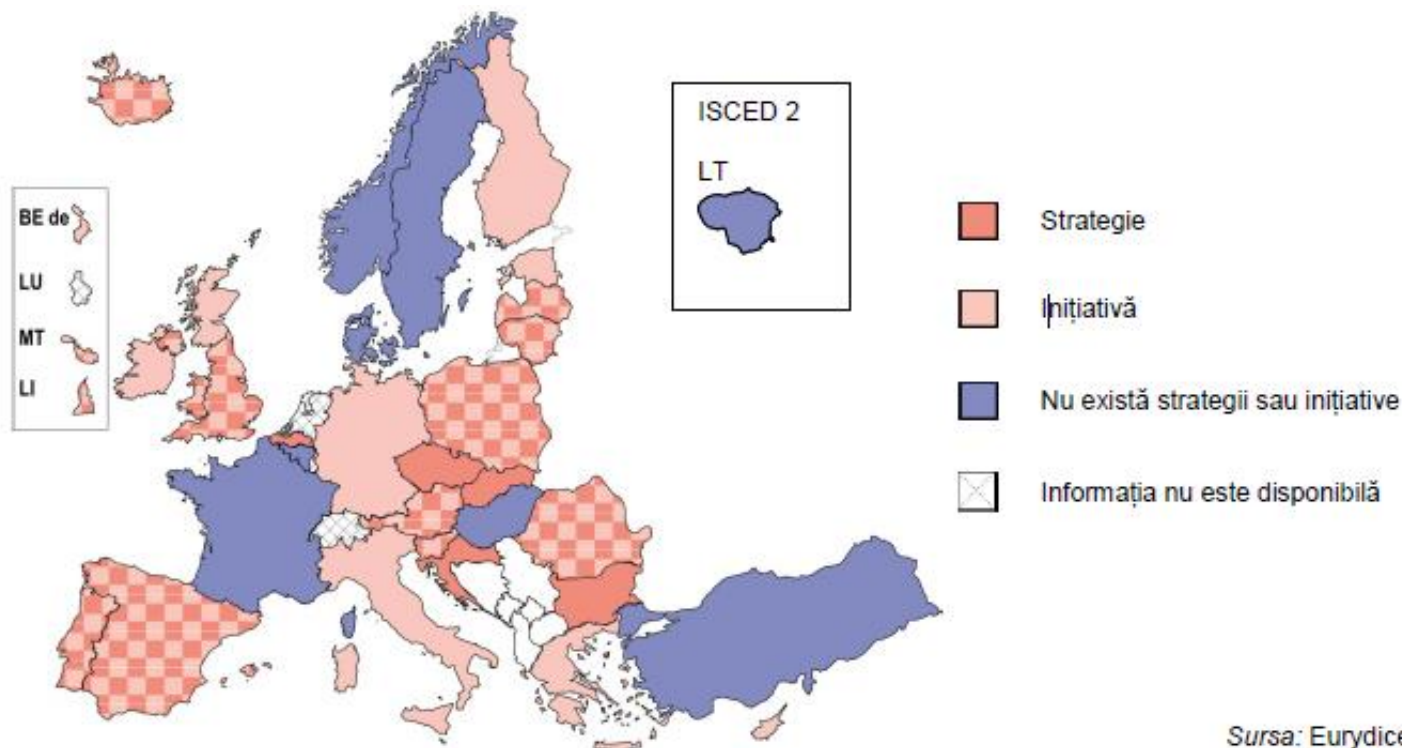 ISCED 2
LT
BE de
LU
MT
LI
Strategie
Inițiativă
Nu există strategii sau inițiative
Informația nu este disponibilă
Sursa: Eurydice